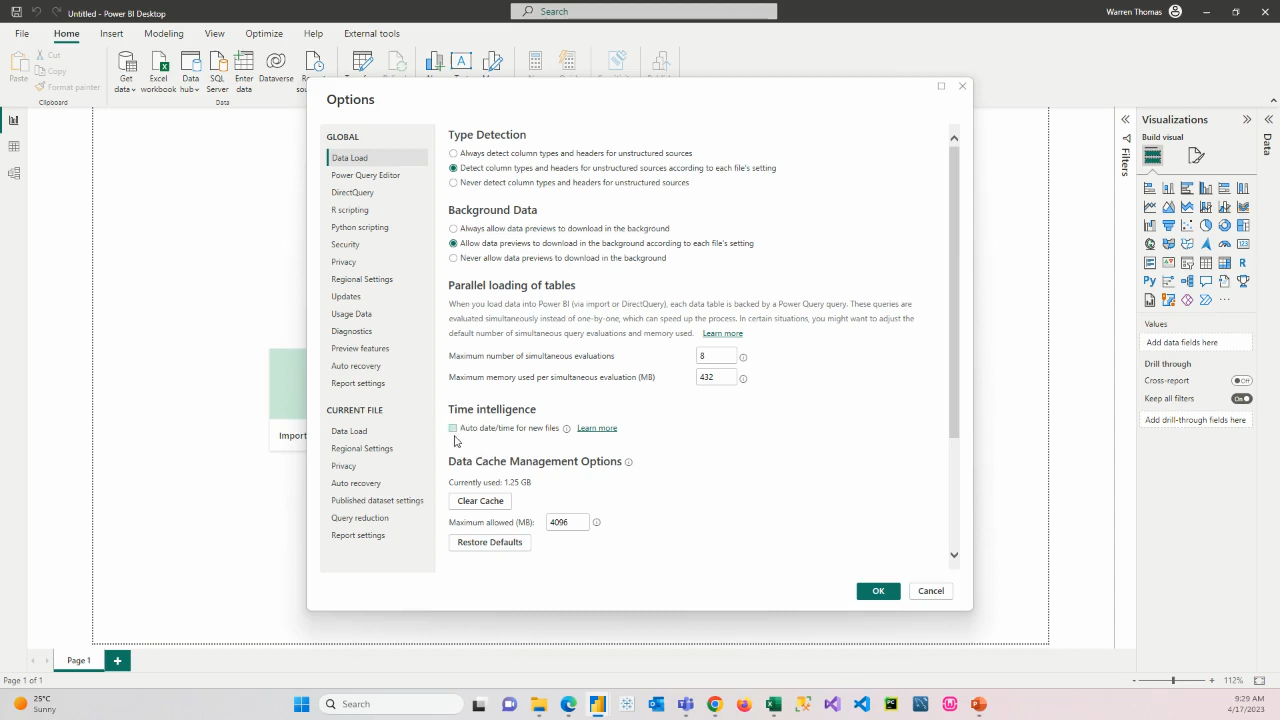 Untitled - Power BI Desktop
Search
Warren Thomas
File Home Insert Modeling View Optimize Help External tools
Paste
Cut
Copy
Format painter
Clipboard
Get data
Excel workbook
Data hub
SQL Server
Enter data
Dataverse
Data
Options
GLOBAL
Data Load
Power Query Editor
DirectQuery
R scripting
Python scripting
Security
Privacy
Regional Settings
Updates
Usage Data
Diagnostics
Preview features
Auto recovery
Report settings
CURRENT FILE
Data Load
Regional Settings
Privacy
Auto recovery
Published dataset settings
Query reduction
Report settings
Type Detection
Always detect column types and headers for unstructured sources
Detect column types and headers for unstructured sources according to each file's setting
Never detect column types and headers for unstructured sources
Background Data
Always allow data previews to download in the background
Allow data previews to download in the background according to each file's setting
Never allow data previews to download in the background
Parallel loading of tables
When you load data into Power BI (via import or DirectQuery), each data table is backed by a Power Query query. These queries are
evaluated simultaneously instead of one-by-one, which can speed up the process. In certain situations, you might want to adjust the
default number of simultaneous query evaluations and memory used. Learn more
Maximum number of simultaneous evaluations 8
Maximum memory used per simultaneous evaluation (MB) 432
Time intelligence
Auto date/time for new files Learn more
Data Cache Management Options
Currently used: 1.25 GB
Clear Cache
Maximum allowed (MB): 4096
Restore Defaults
OK Cancel
Import
Filters
Visualizations
Build visual
Values
Add data fields here
Drill through
Cross-report Off
Keep all filters On
Add drill-through fields here
Data
Page 1
Page 1 of 1
112%
25°C
Sunny
Search
9:29 AM
4/17/2023